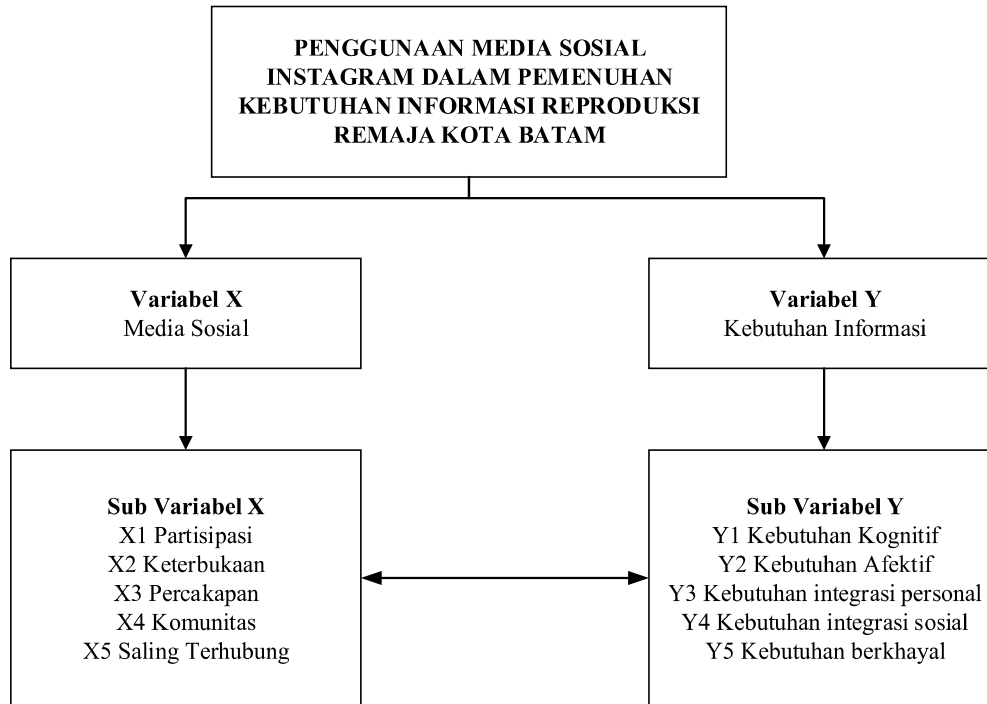 PENGGUNAAN MEDIA SOSIAL
INSTAGRAM DALAM PEMENUHAN
KEBUTUHAN INFORMASI REPRODUKSI
REMAJA KOTA BATAM
Variabel X
Media Sosial
Variabel Y
Kebutuhan Informasi
Sub Variabel X
X1 Partisipasi
X2 Keterbukaan
X3 Percakapan
X4 Komunitas
X5 Saling Terhubung
Sub Variabel Y
Y1 Kebutuhan Kognitif
Y2 Kebutuhan Afektif
Y3 Kebutuhan integrasi personal
Y4 Kebutuhan integrasi sosial
Y5 Kebutuhan berkhayal